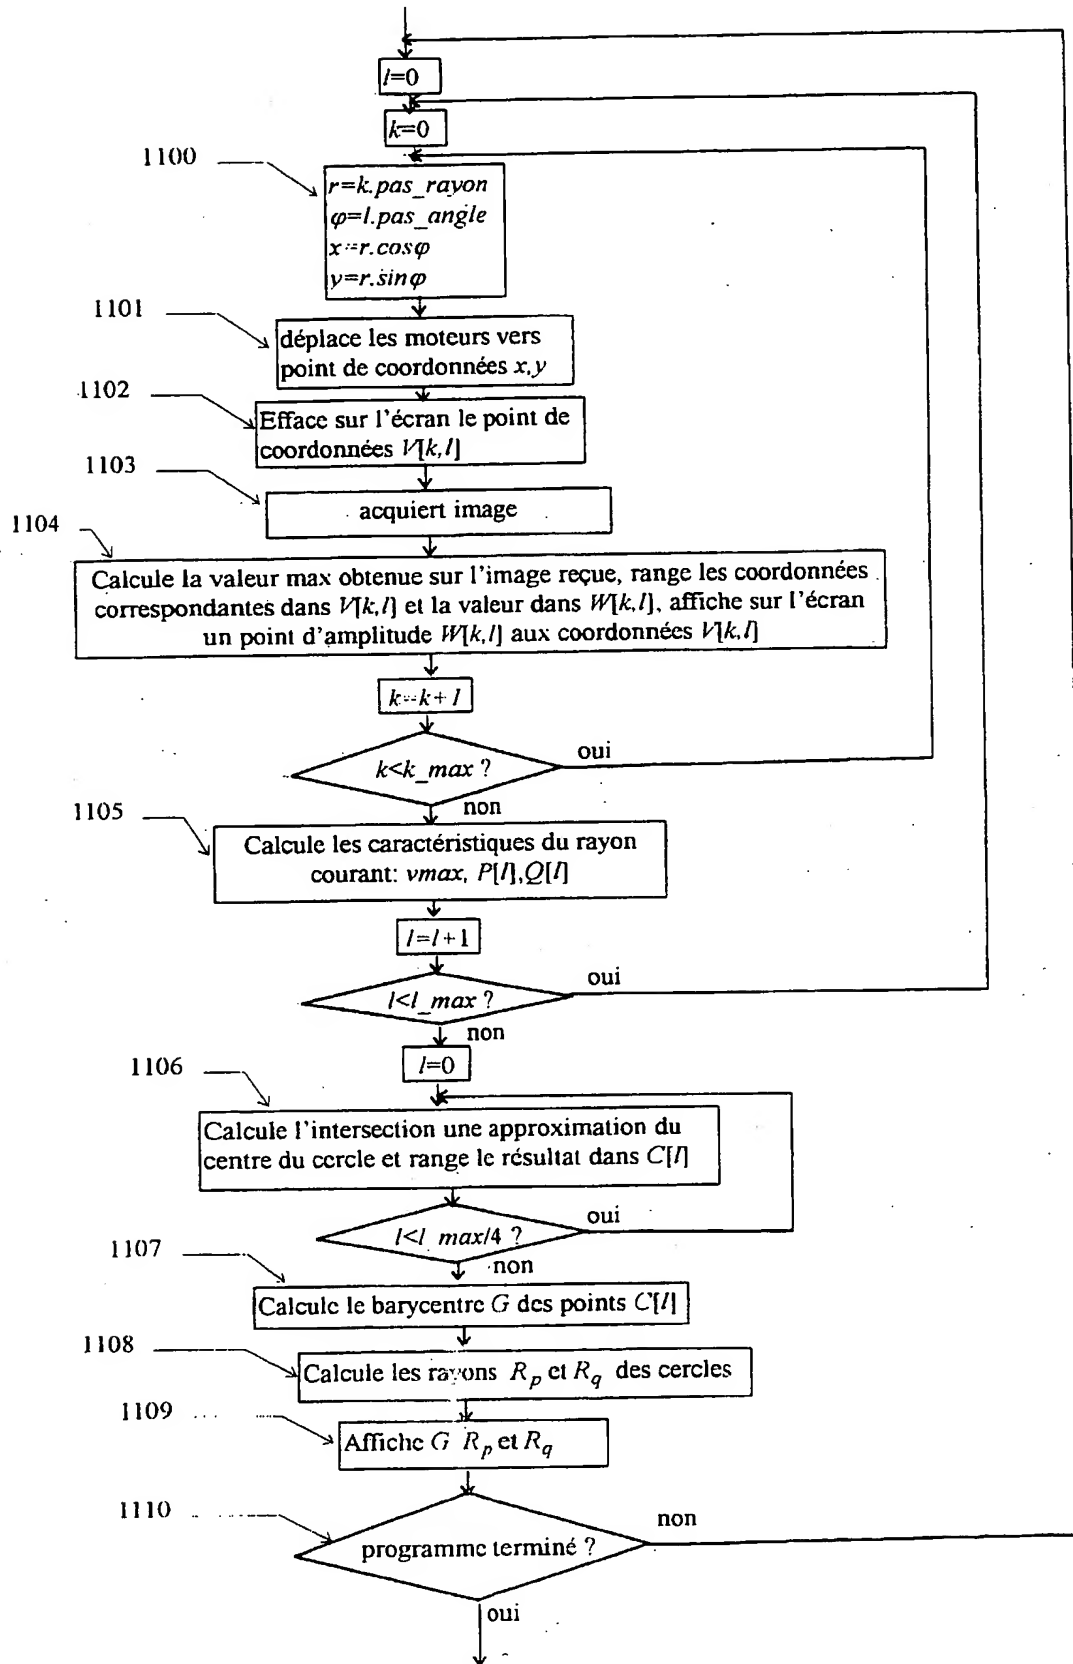 l=0
k=0
1100
r=k.pas_rayon
φ=l.pas_angle
x=r.cosφ
y=r.sinφ
1101
déplace les moteurs vers
point de coordonnées x,y
1102
Efface sur l'écran le point de
coordonnées V[k,l]
1103
acquiert image
1104
Calcule la valeur max obtenue sur l'image reçue, range les coordonnées
correspondantes dans V[k,l] et la valeur dans W[k,l], affiche sur l'écran
un point d'amplitude W[k,l] aux coordonnées V[k,l]
k=k+1
k<k_max ?
oui
non
1105
Calcule les caractéristiques du rayon
courant: vmax, P[l],Q[l]
l=l+1
l<l_max ?
oui
non
l=0
1106
Calcule l'intersection une approximation du
centre du cercle et range le résultat dans C[l]
l<l_max/4 ?
oui
non
1107
Calcule le barycentre G des points C[l]
1108
Calcule les rayons R_p et R_q des cercles
1109
Affiche G R_p et R_q
1110
programme terminé ?
non
oui